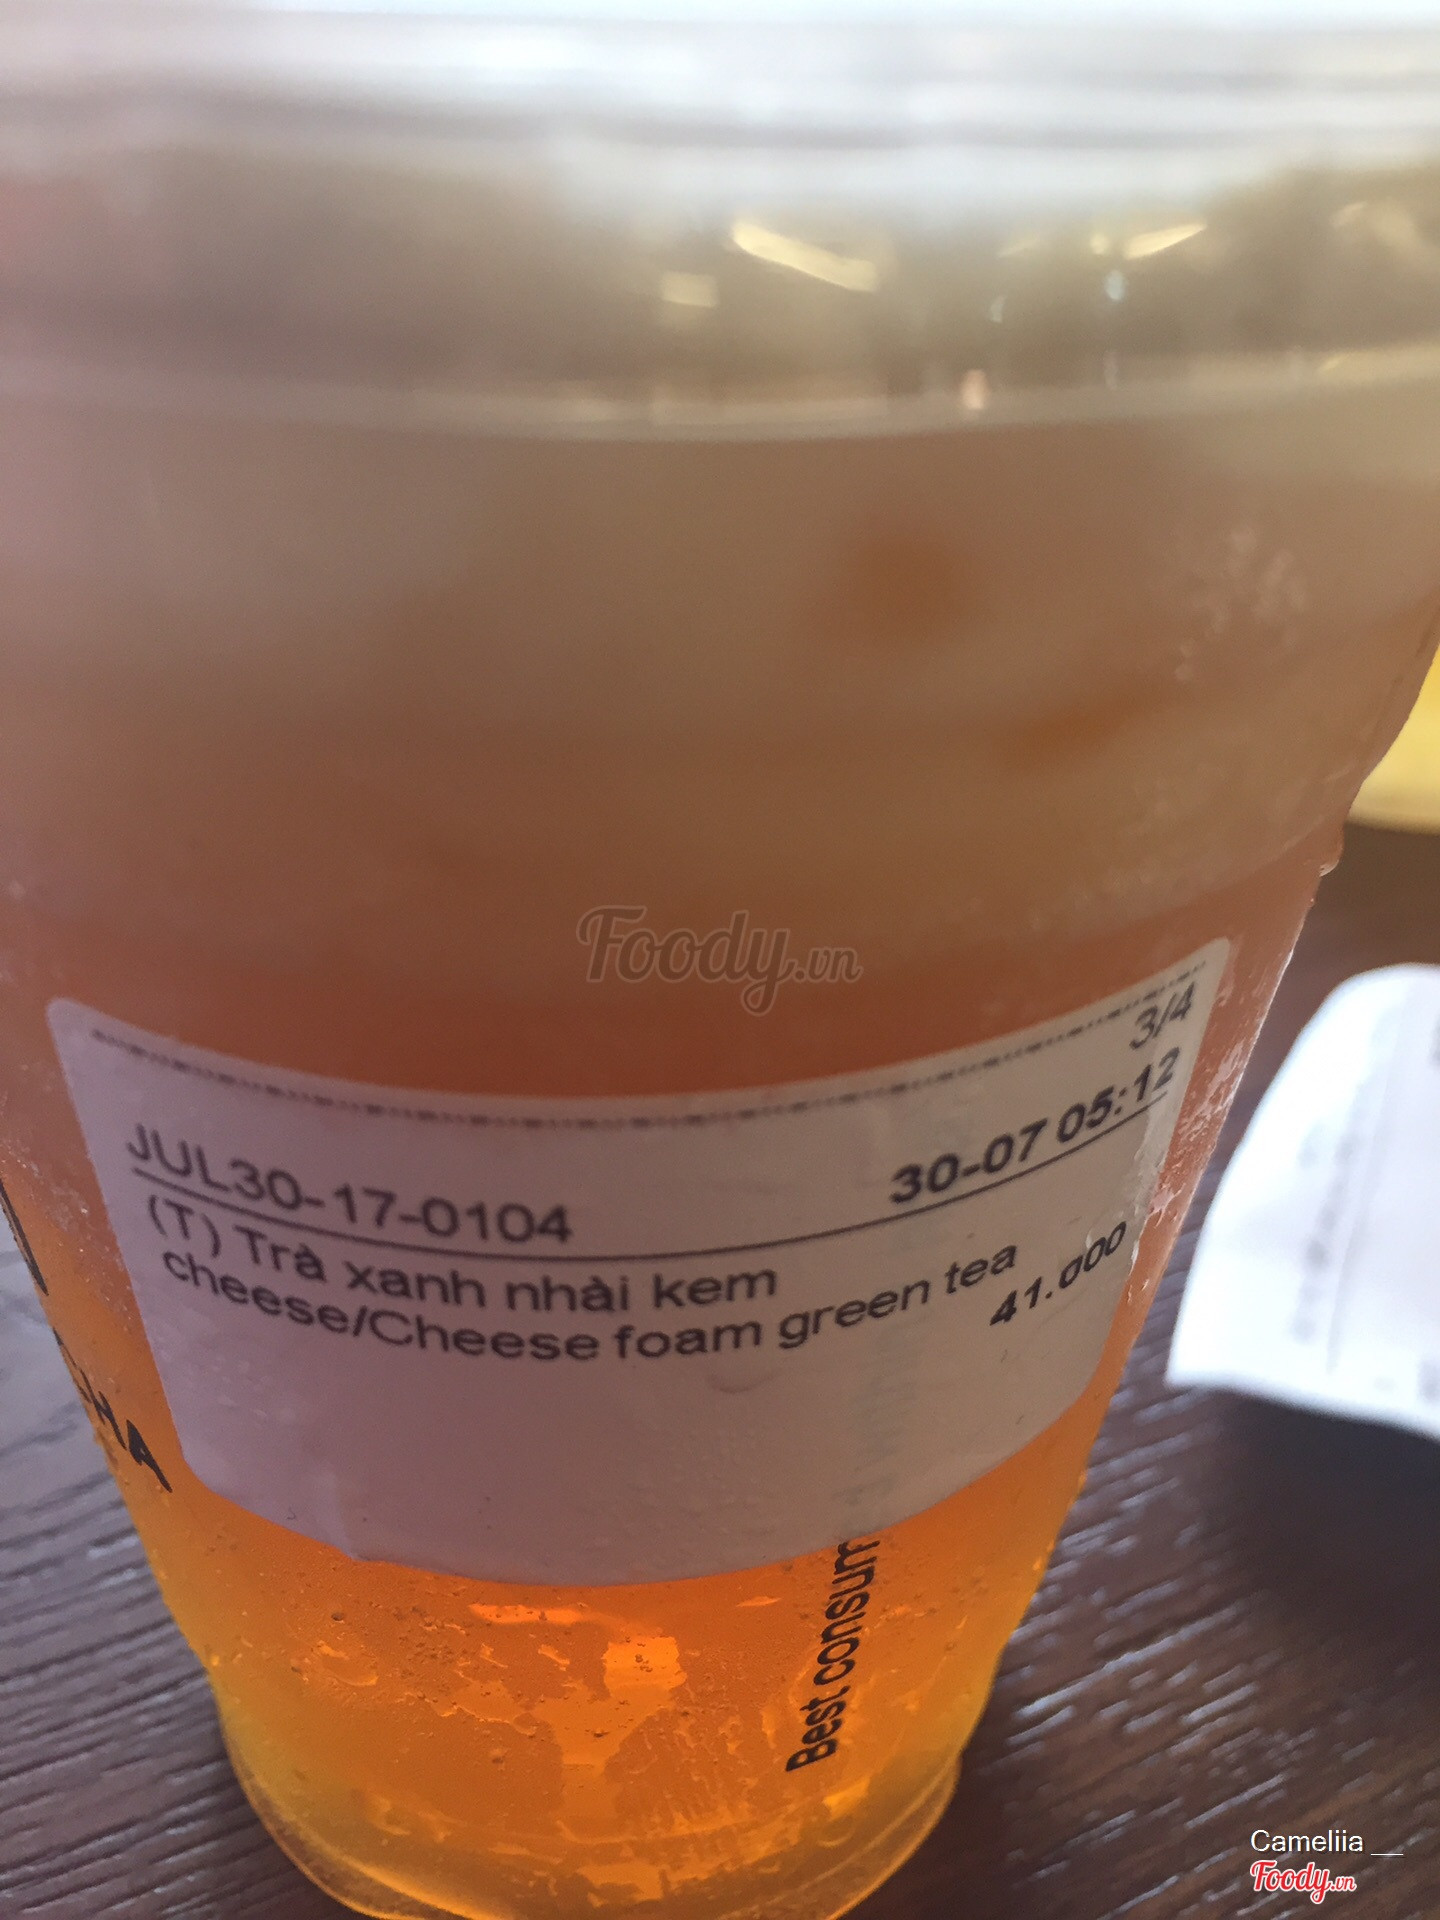 Foody.vn
3/4
JUL30-17-0104 30-07 05:12
(T) Trà xanh nhài kem
cheese/Cheese foam green tea
41.000
CHA
Best consum
Cameliia __
Foody.vn